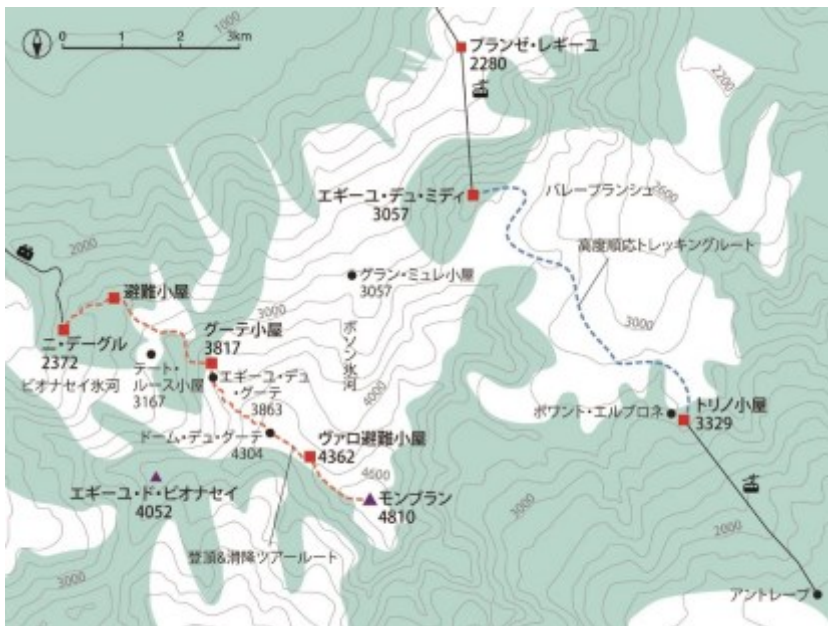 1000
0 1 2 3km
プランゼ・レギーユ
2280
2200
エギーユ・デュ・ミディ
3057
バレーブランシュ
2600
高度順応トレッキングルート
2000
避難小屋
グラン・ミュレ小屋
3057
3000
3000
ニ・デーグル
2372
グーテ小屋
3817
ボソン氷河
ビオナセイ氷河
テート・
ルース小屋
3167
エギーユ・デュ
・グーテ
3863
4000
ポワント・エルブロネ
トリノ小屋
3329
ドーム・デュ・グーテ
4304
ヴァロ避難小屋
4362
4600
モンブラン
4810
エギーユ・ド・ビオナセイ
4052
3000
2000
登頂&滑降ツアールート
3000
アントレーブ